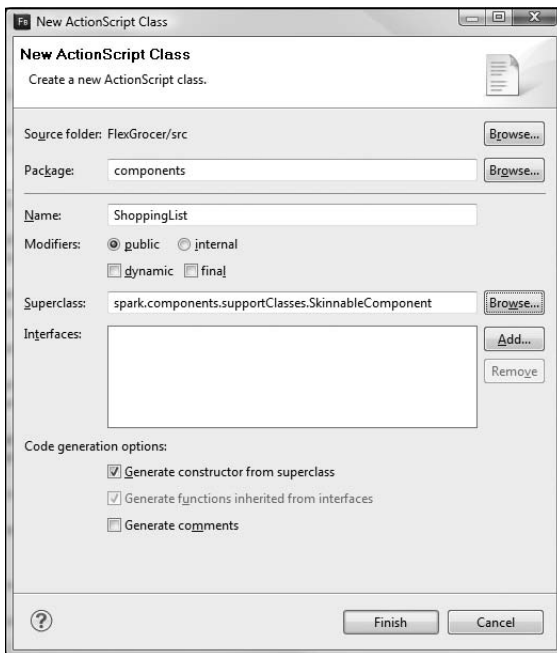 Fb New ActionScript Class
New ActionScript Class
Create a new ActionScript class.
Source folder: FlexGrocer/src Browse...
Package: components Browse...
Name: ShoppingList
Modifiers: public internal
dynamic final
Superclass: spark.components.supportClasses.SkinnableComponent Browse...
Interfaces: Add...
Remove
Code generation options:
Generate constructor from superclass
Generate functions inherited from interfaces
Generate comments
? Finish Cancel